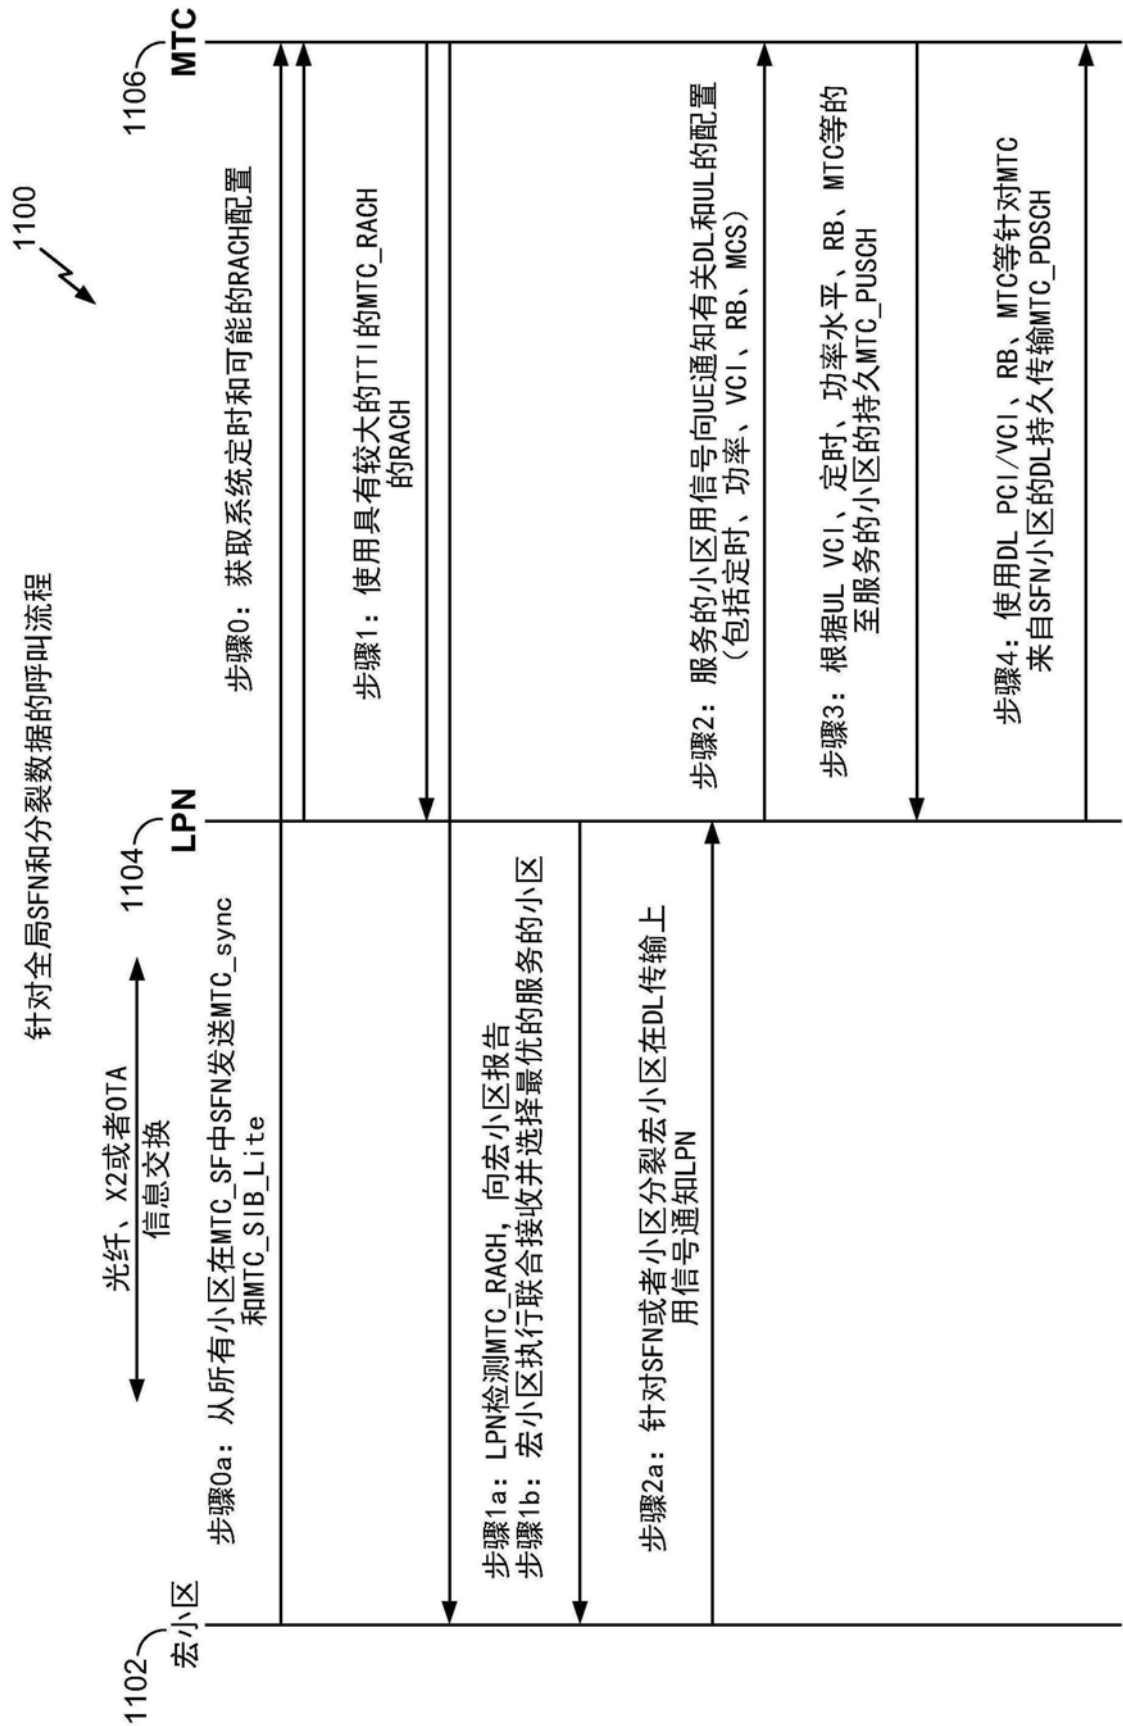 针对全局SFN和分裂数据的呼叫流程
1100
光纤、X2或者OTA
信息交换
1102
宏小区
1104
LPN
1106
MTC
步骤0a: 从所有小区在MTC_SF中SFN发送MTC_sync
和MTC_SIB_Lite
步骤0: 获取系统定时和可能的RACH配置
步骤1: 使用具有较大的TTI的MTC_RACH
的RACH
步骤1a: LPN检测MTC_RACH, 向宏小区报告
步骤1b: 宏小区执行联合接收并选择最优的服务的小区
步骤2a: 针对SFN或者小区分裂宏小区在DL传输上
用信号通知LPN
步骤2: 服务的小区用信号向UE通知有关DL和UL的配置
(包括定时、功率、VCI、RB、MCS)
步骤3: 根据UL VCI、定时、功率水平、RB、MTC等的
至服务的小区的持久MTC_PUSCH
步骤4: 使用DL PCI/VCI、RB、MTC等针对MTC
来自SFN小区的DL持久传输MTC_PDSCH